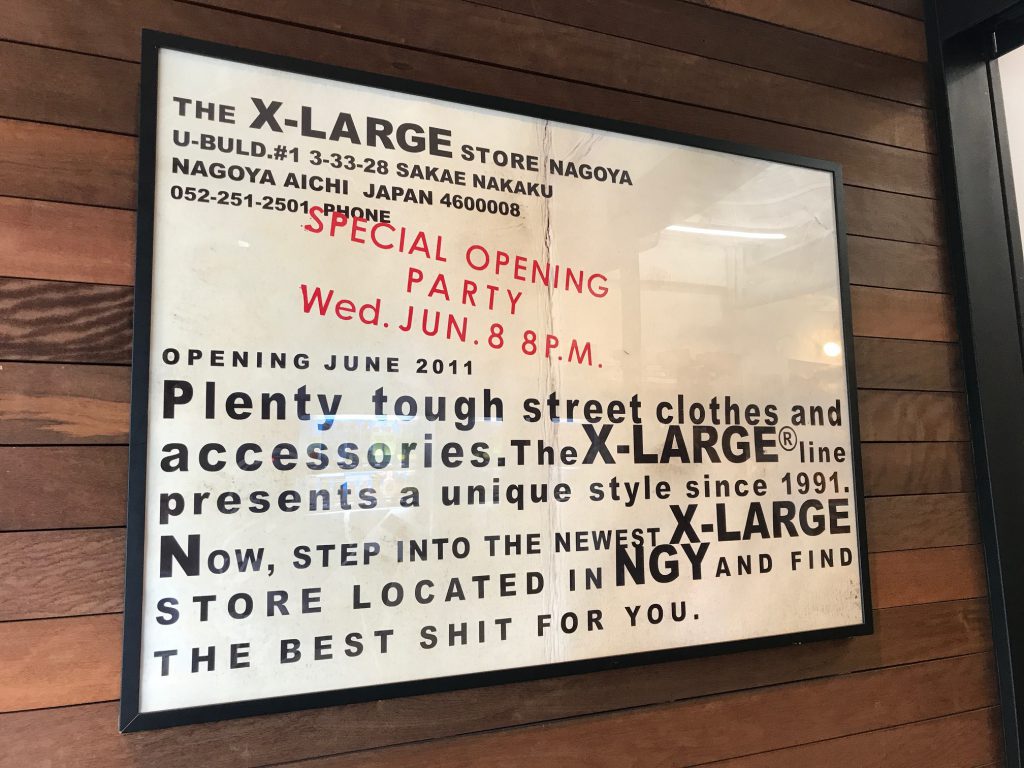 THE X-LARGE STORE NAGOYA
U-BULD.#1 3-33-28 SAKAE NAKAKU
NAGOYA AICHI JAPAN 4600008
052-251-2501 PHONE
SPECIAL OPENING
PARTY
Wed. JUN. 8 8P.M.
OPENING JUNE 2011
Plenty tough street clothes and
accessories.The X-LARGE® line
presents a unique style since 1991.
NOW, STEP INTO THE NEWEST X-LARGE
STORE LOCATED IN NGY AND FIND
THE BEST SHIT FOR YOU.